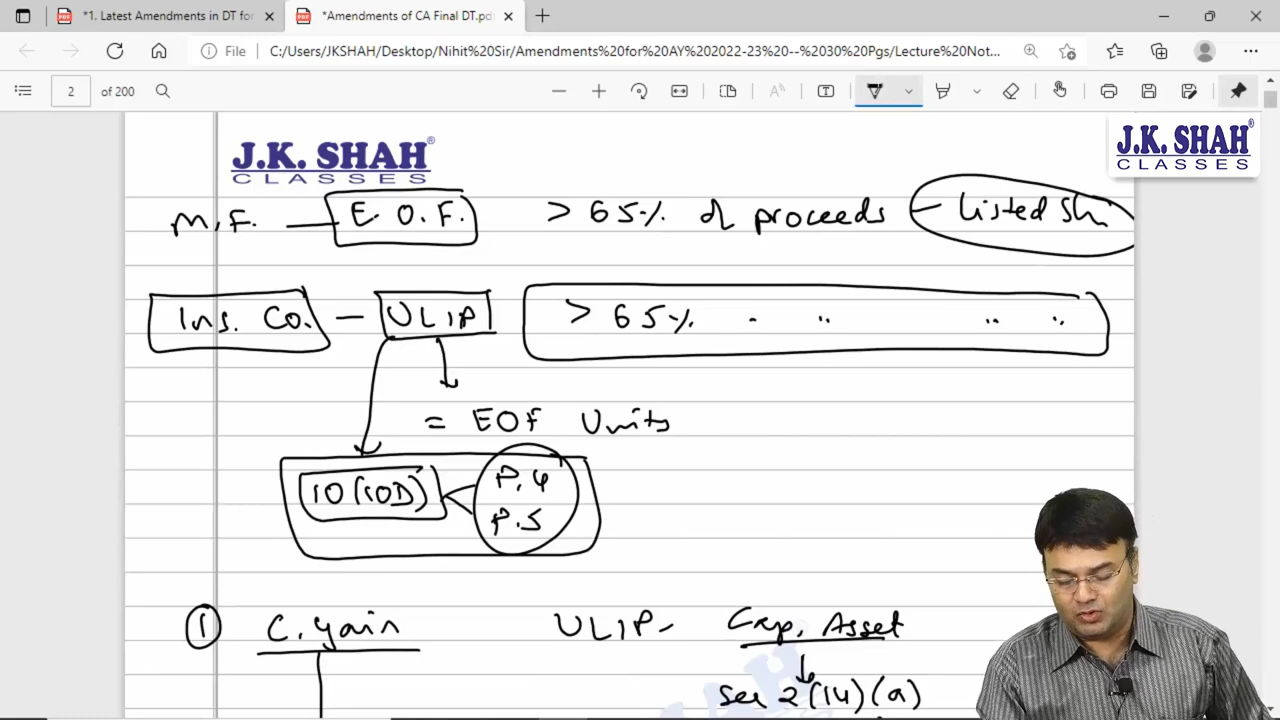 *1. Latest Amendments in DT for
*Amendments of CA Final DT.pd
File C:/Users/JKSHAH/Desktop/Nihit%20Sir/Amendments%20for%20AY%202022-23%20--%2030%20Pgs/Lecture%20Not...
2 of 200
J.K. SHAH®
CLASSES
J.K. SHAH®
CLASSES
M.F. — E.O.F. > 65% of proceeds — listed Sh
Ins. Co. — ULIP > 65% " " " "
= EOF Units
10(10D) P.4
P.5
① C. gain ULIP - Cap. Asset
Sec 2(14)(a)